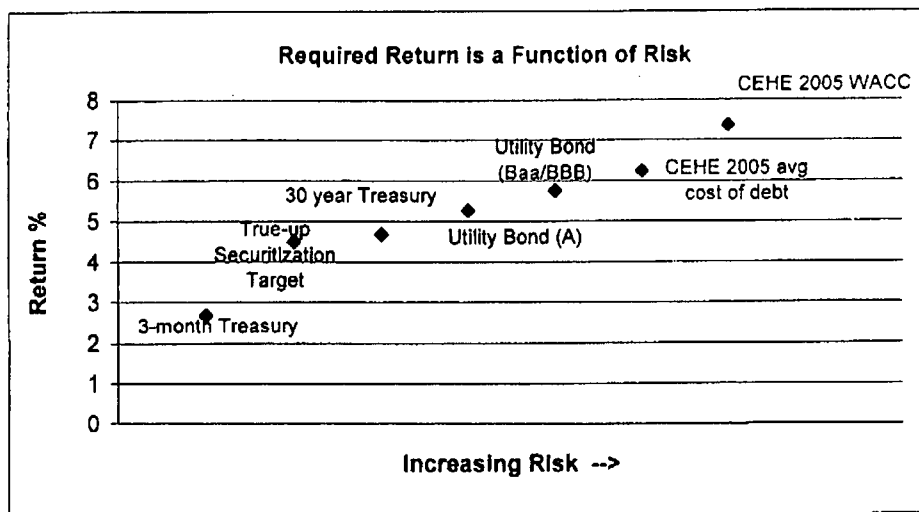 Required Return is a Function of Risk
CEHE 2005 WACC
8
7
6
5
4
3
2
1
0
Return %
Utility Bond
(Baa/BBB)
CEHE 2005 avg
cost of debt
30 year Treasury
Utility Bond (A)
True-up
Securitization
Target
3-month Treasury
Increasing Risk -->